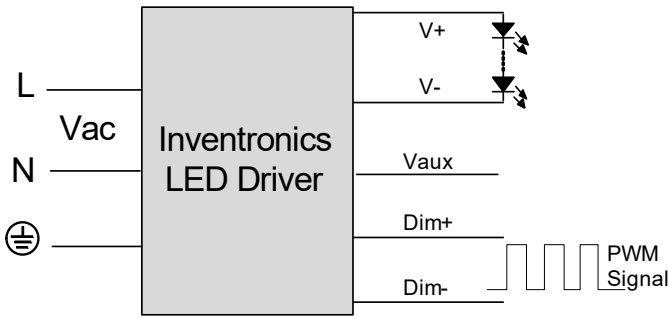 L
Vac
N
Inventronics
LED Driver
V+
V-
Vaux
Dim+
Dim-
PWM
Signal